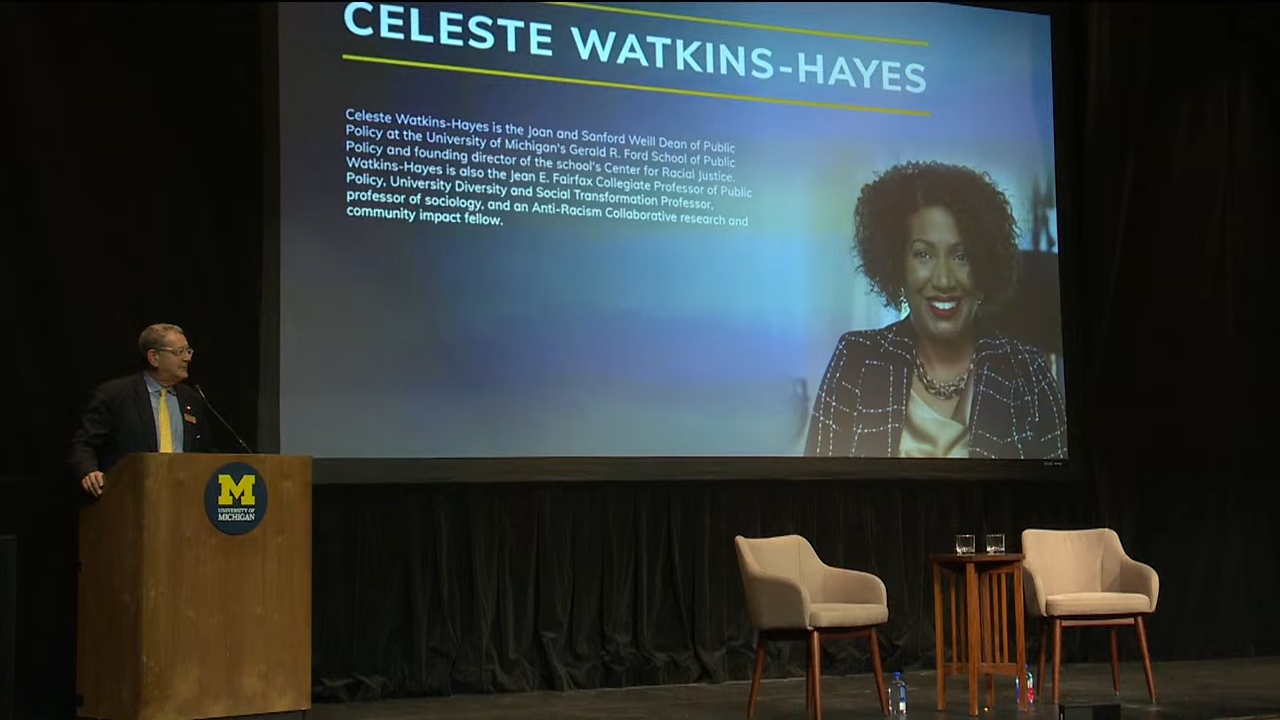 CELESTE WATKINS-HAYES
Celeste Watkins-Hayes is the Joan and Sanford Weill Dean of Public
Policy at the University of Michigan's Gerald R. Ford School of Public
Policy and founding director of the school's Center for Racial Justice.
Watkins-Hayes is also the Jean E. Fairfax Collegiate Professor of Public
Policy, University Diversity and Social Transformation Professor,
professor of sociology, and an Anti-Racism Collaborative research and
community impact fellow.
M
UNIVERSITY OF
MICHIGAN